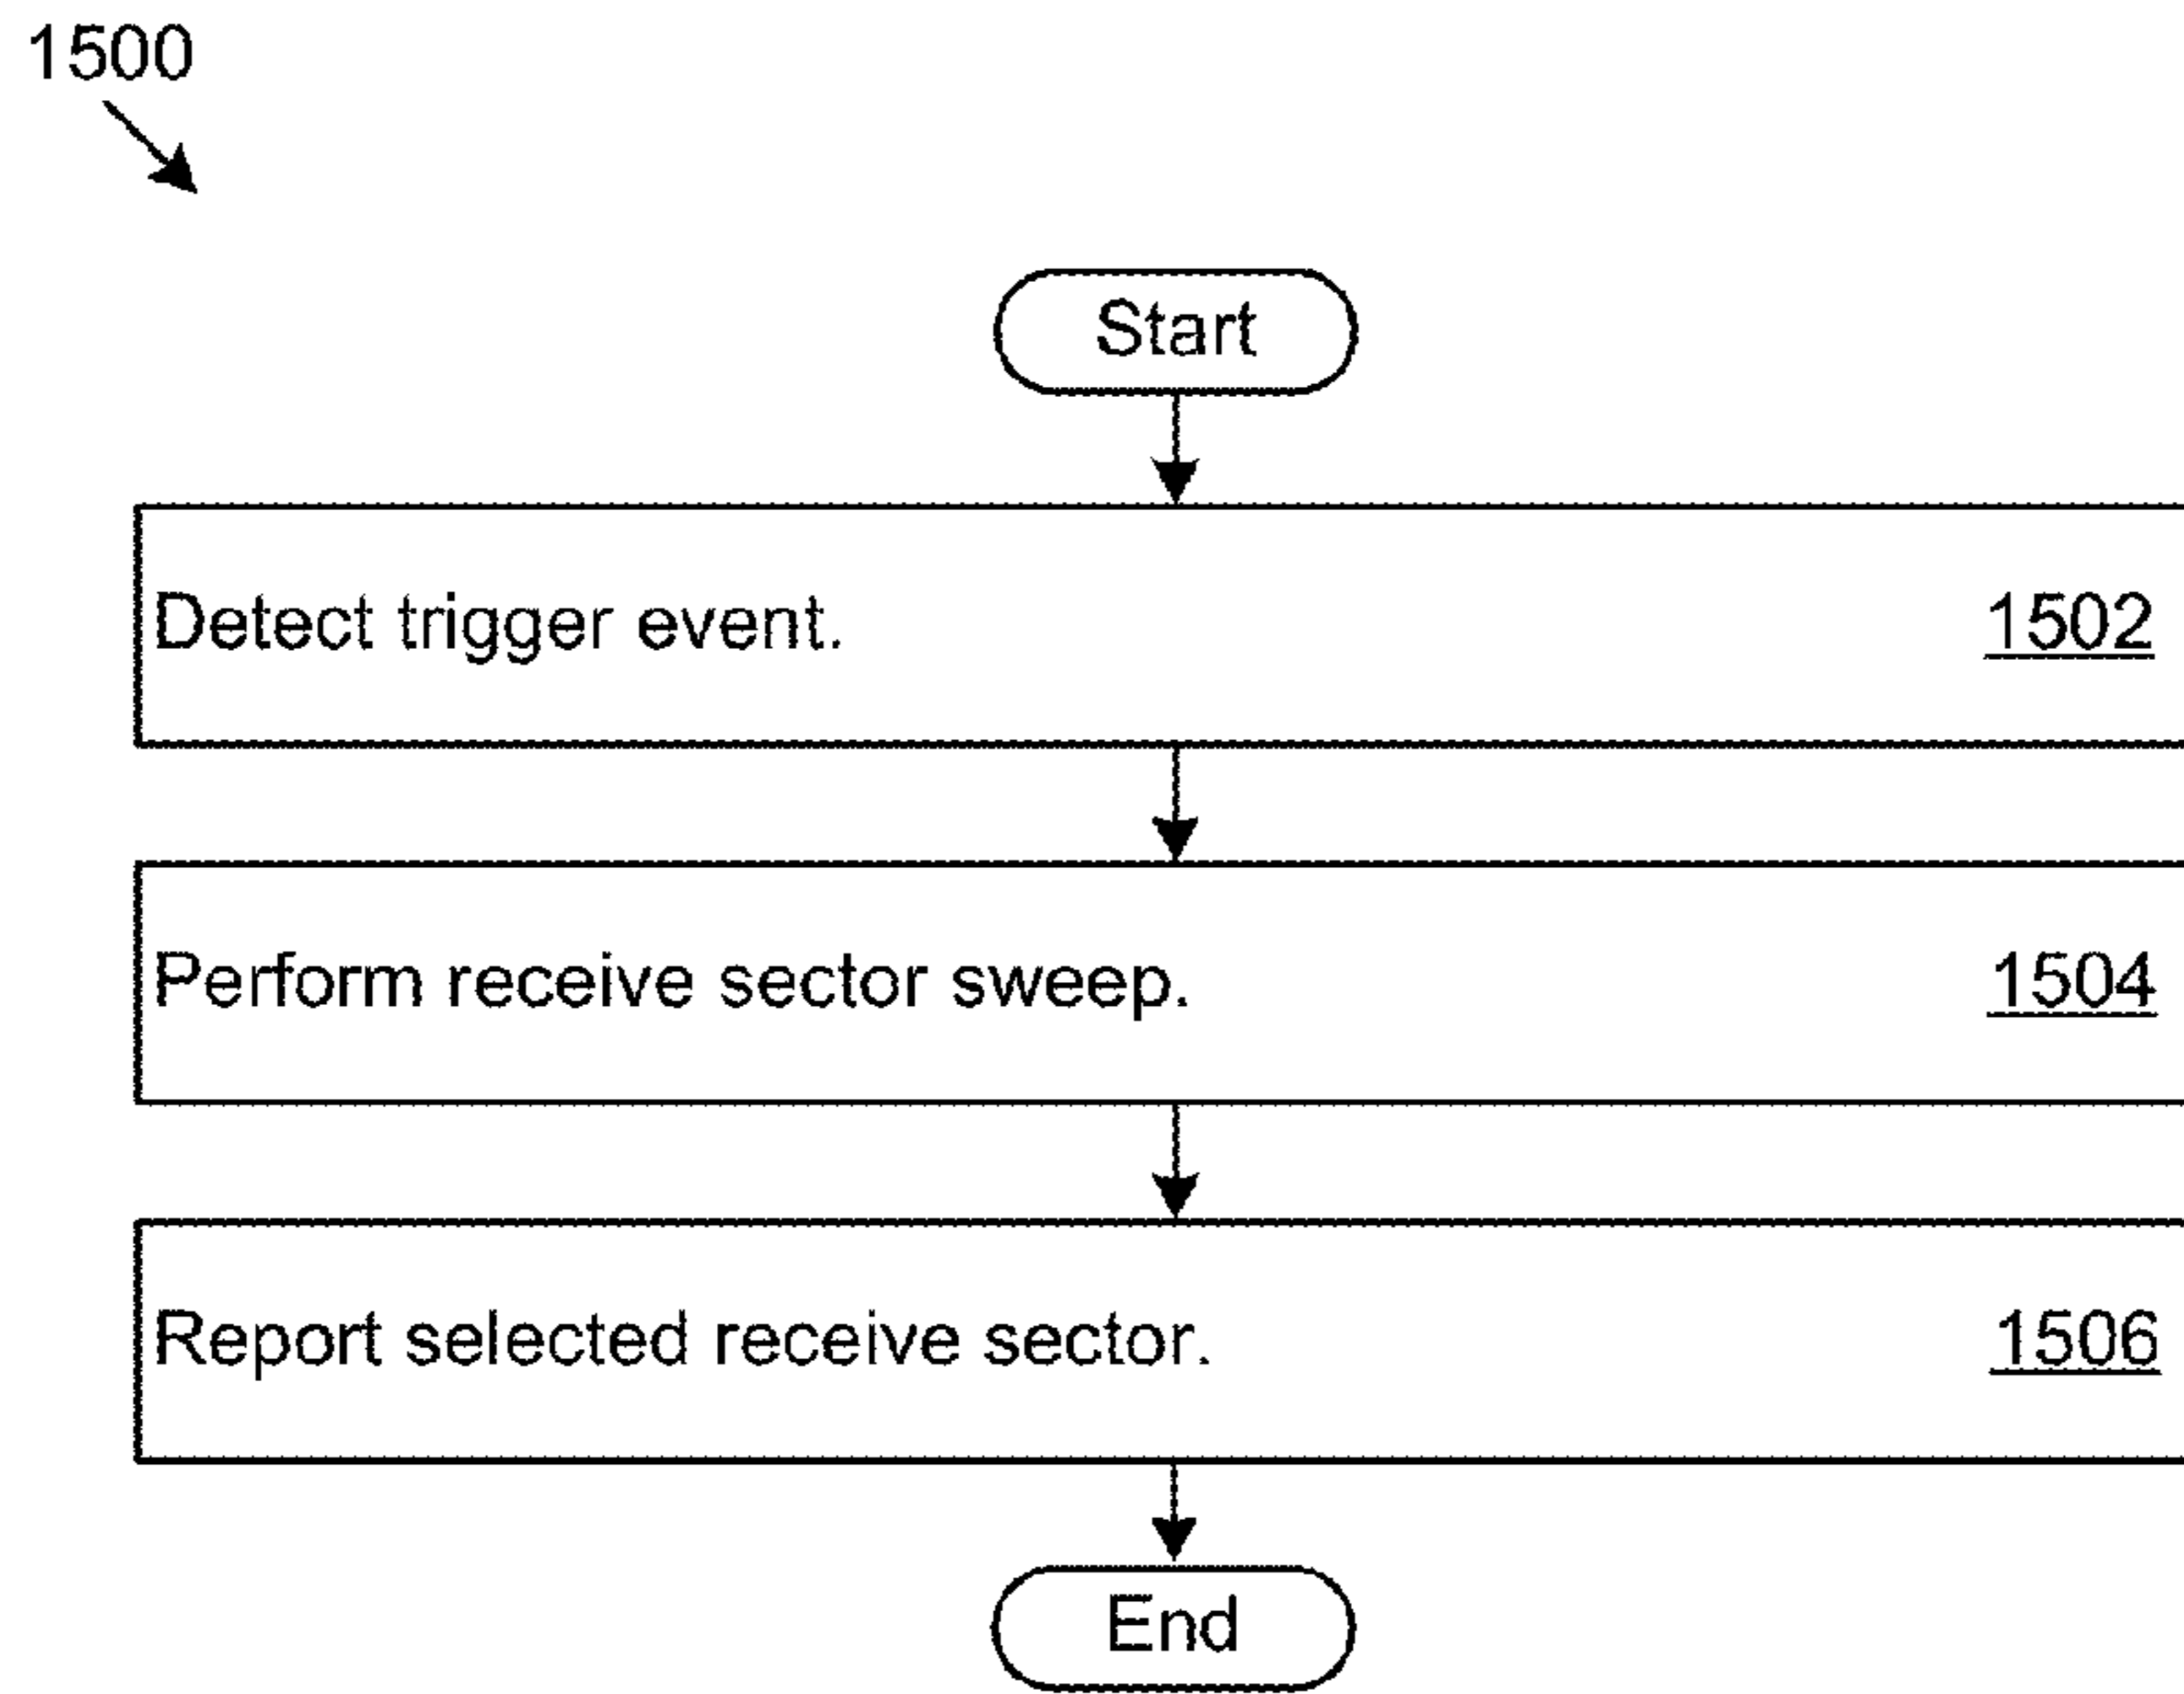 1500
Start
Detect trigger event. 1502
Perform receive sector sweep. 1504
Report selected receive sector. 1506
End